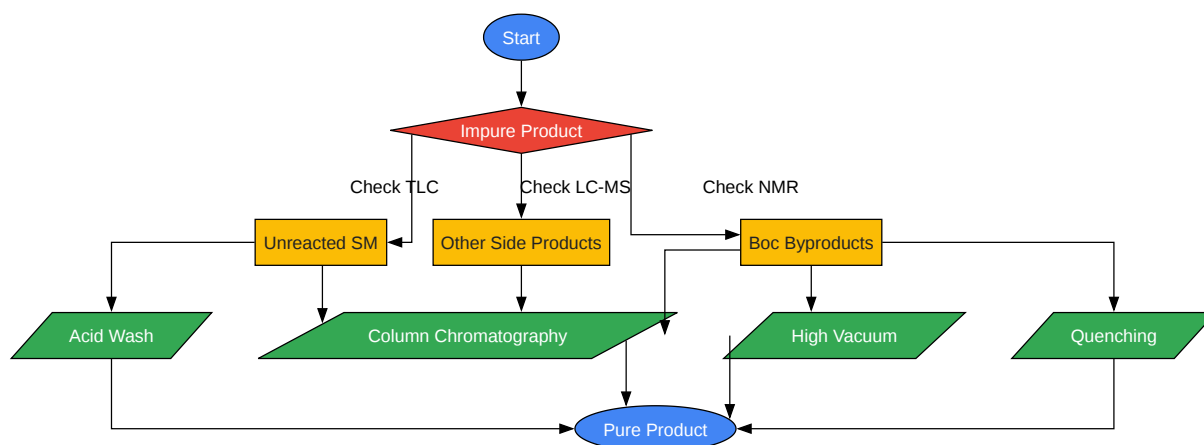 Start
Impure Product
Check TLC
Check LC-MS
Check NMR
Unreacted SM
Other Side Products
Boc Byproducts
Acid Wash
Column Chromatography
High Vacuum
Quenching
Pure Product